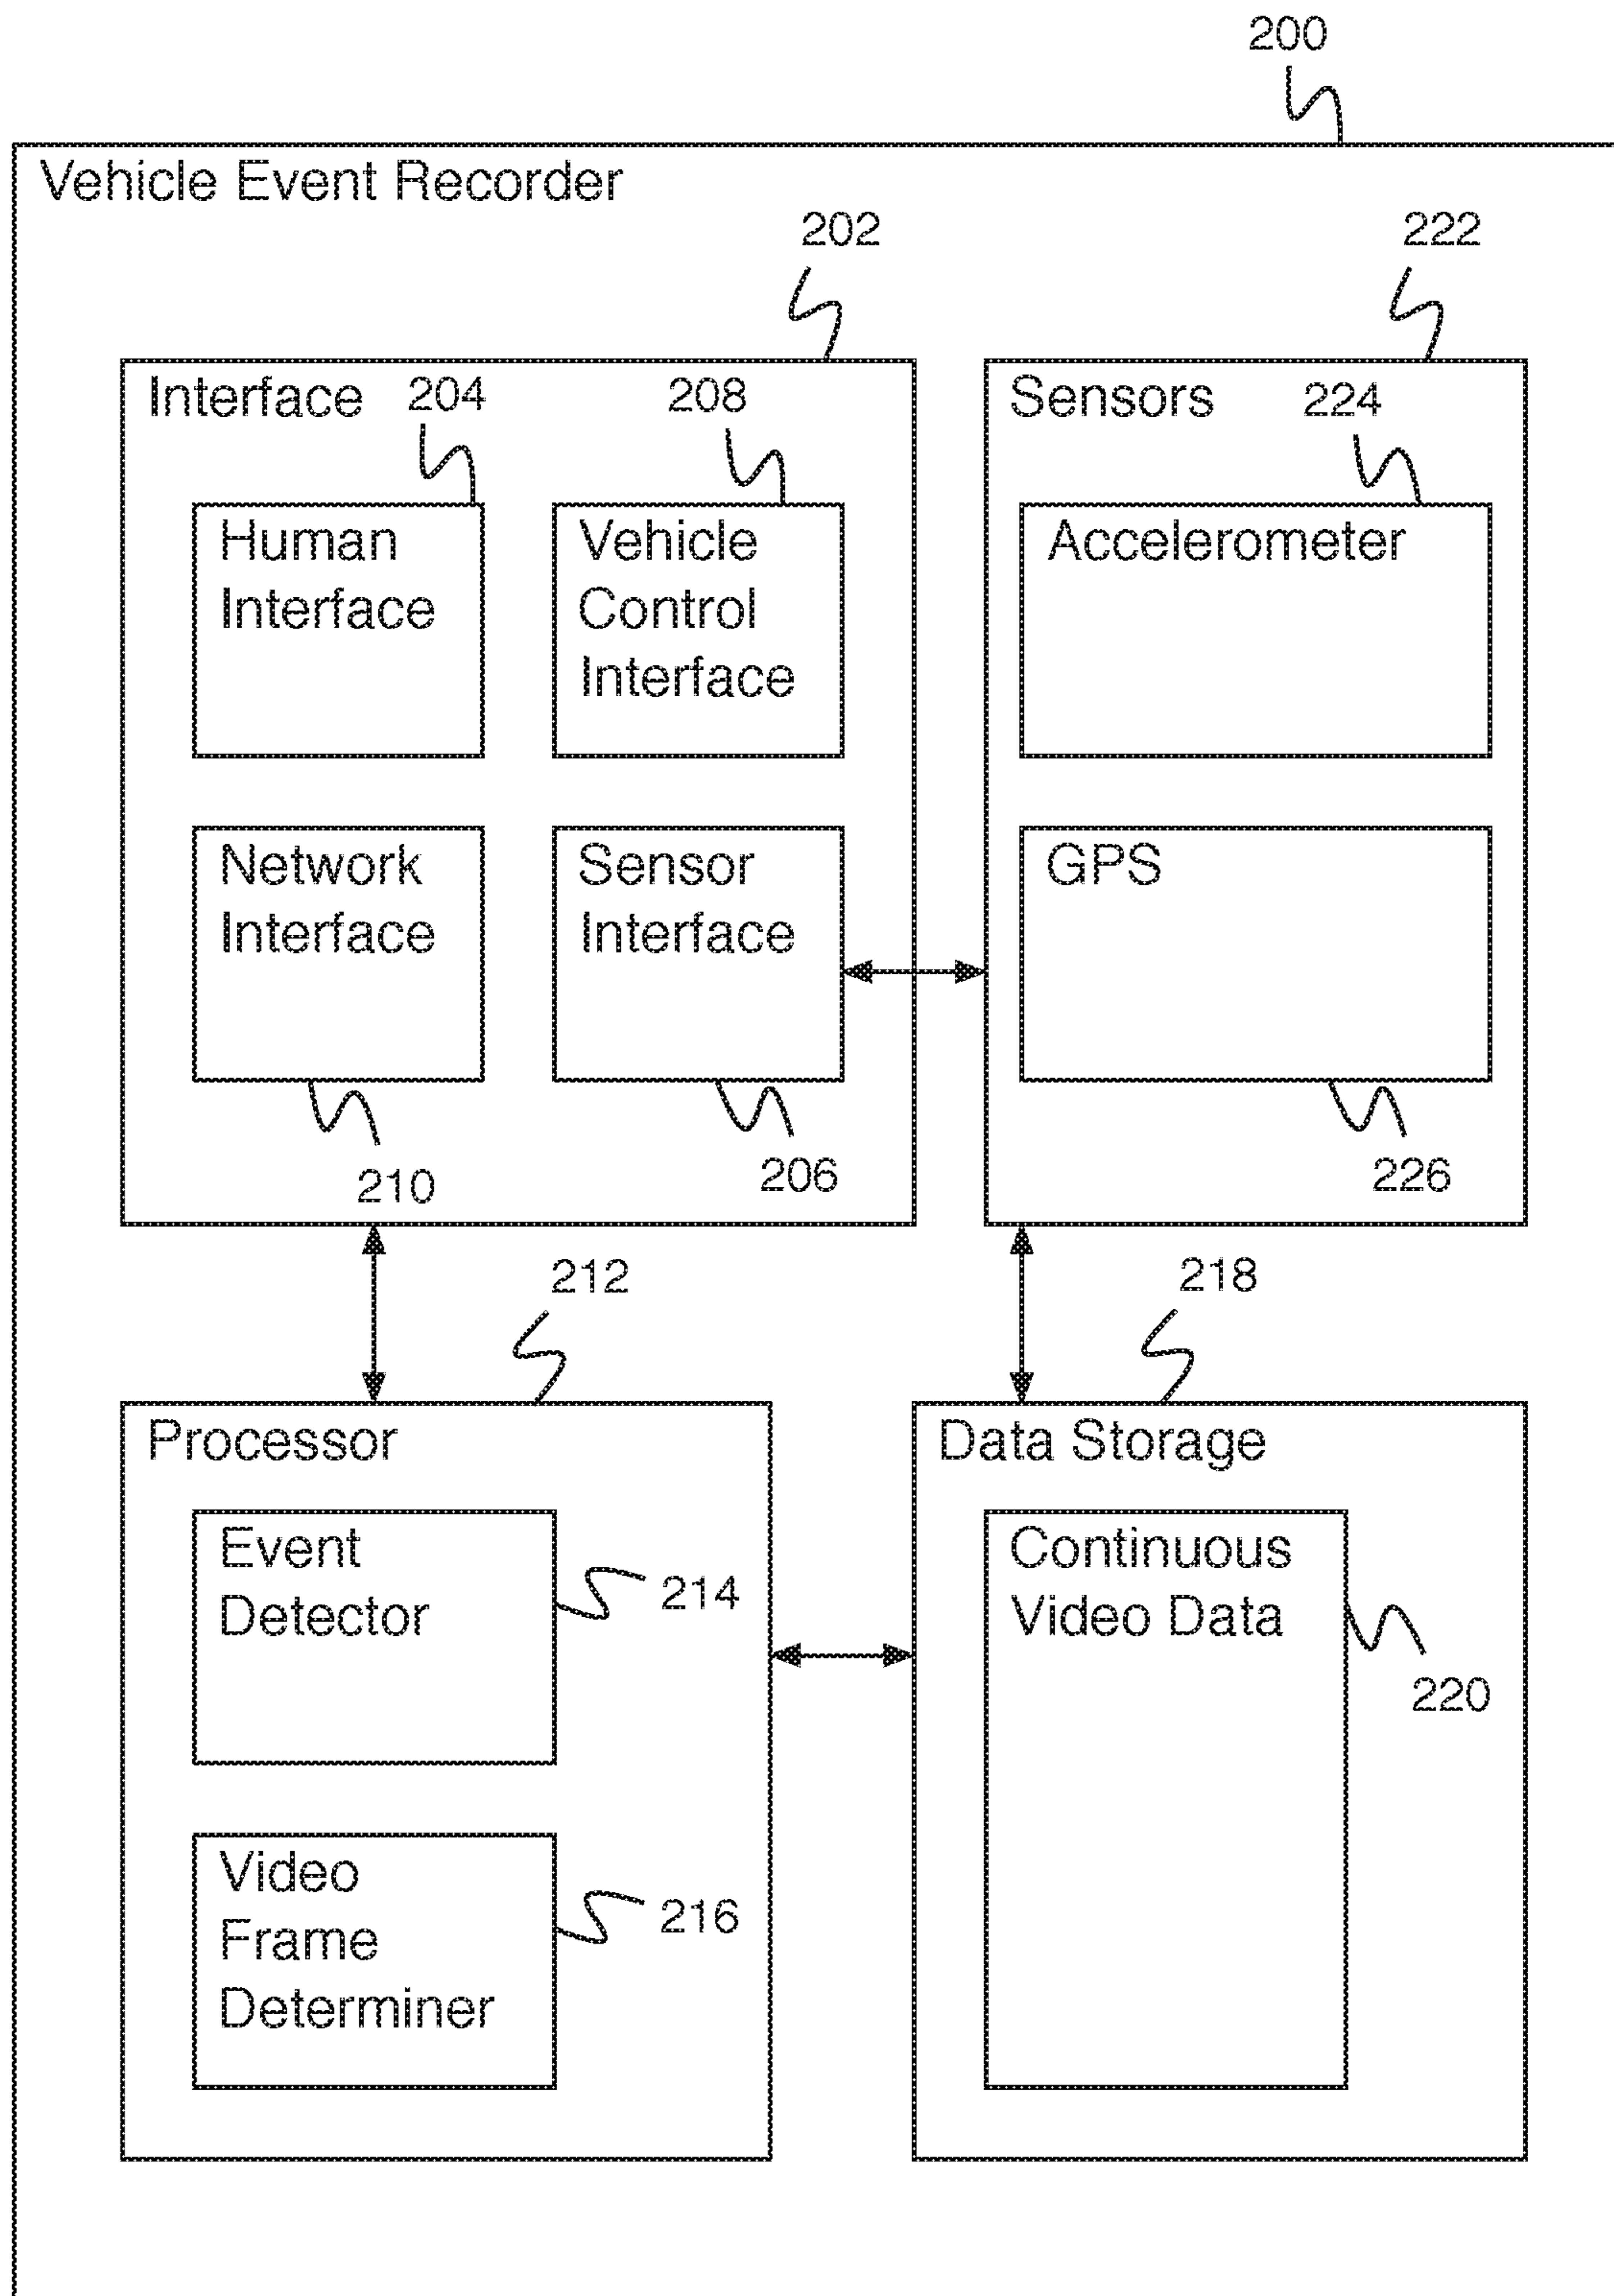 200
Vehicle Event Recorder
202
222
Interface
204
208
Sensors
224
Human
Interface
Vehicle
Control
Interface
Accelerometer
Network
Interface
Sensor
Interface
GPS
210
206
226
212
218
Processor
Data Storage
Event
Detector
214
Continuous
Video Data
220
Video
Frame
Determiner
216